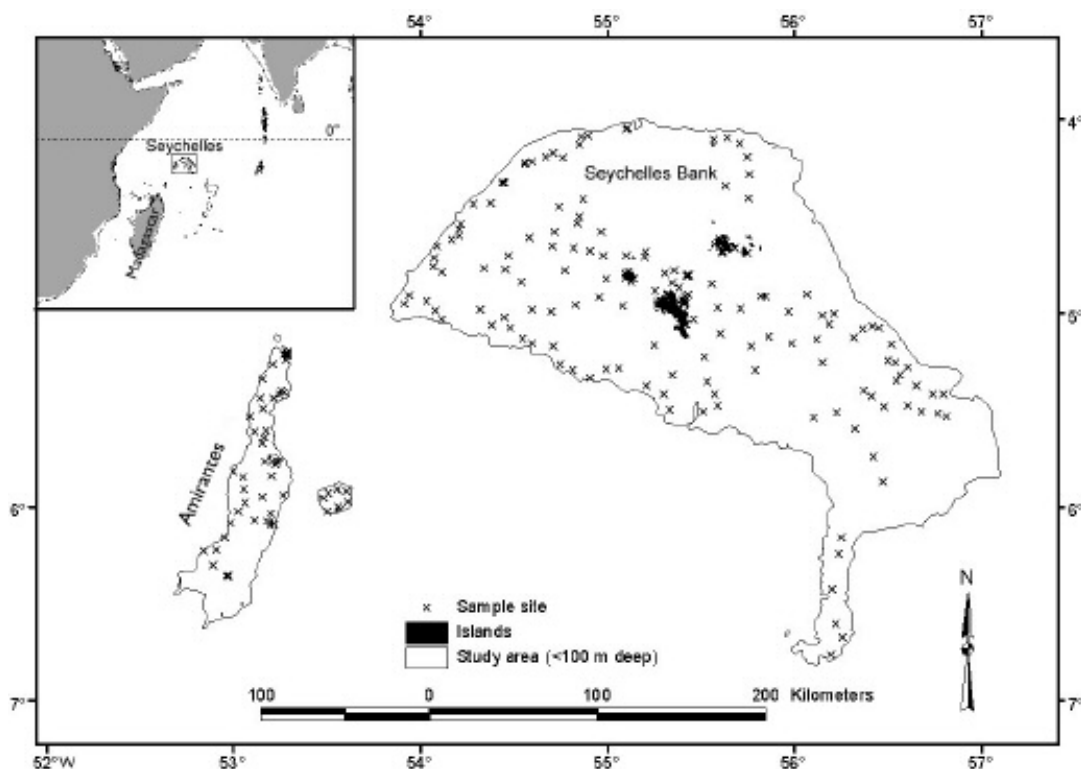 54° 55° 56° 57°
0°
Seychelles
Madagascar
Seychelles Bank
4° 4°
5°
Amirantes
6° 6°
N
Sample site
Islands
Study area (<100 m deep)
7° 7°
100 0 100 200 Kilometers
52°W 53° 54° 55° 56° 57°